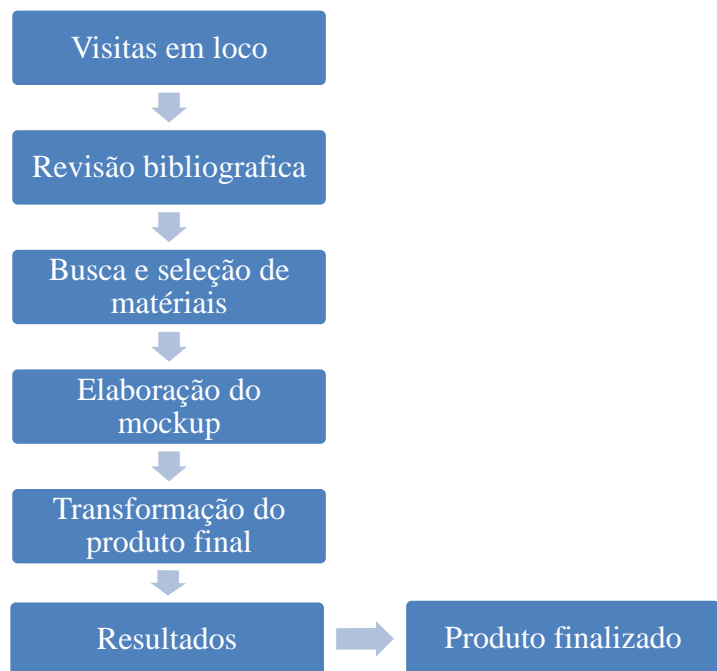 Visitas em loco
Revisão bibliografica
Busca e seleção de
matériais
Elaboração do
mockup
Transformação do
produto final
Resultados
Produto finalizado